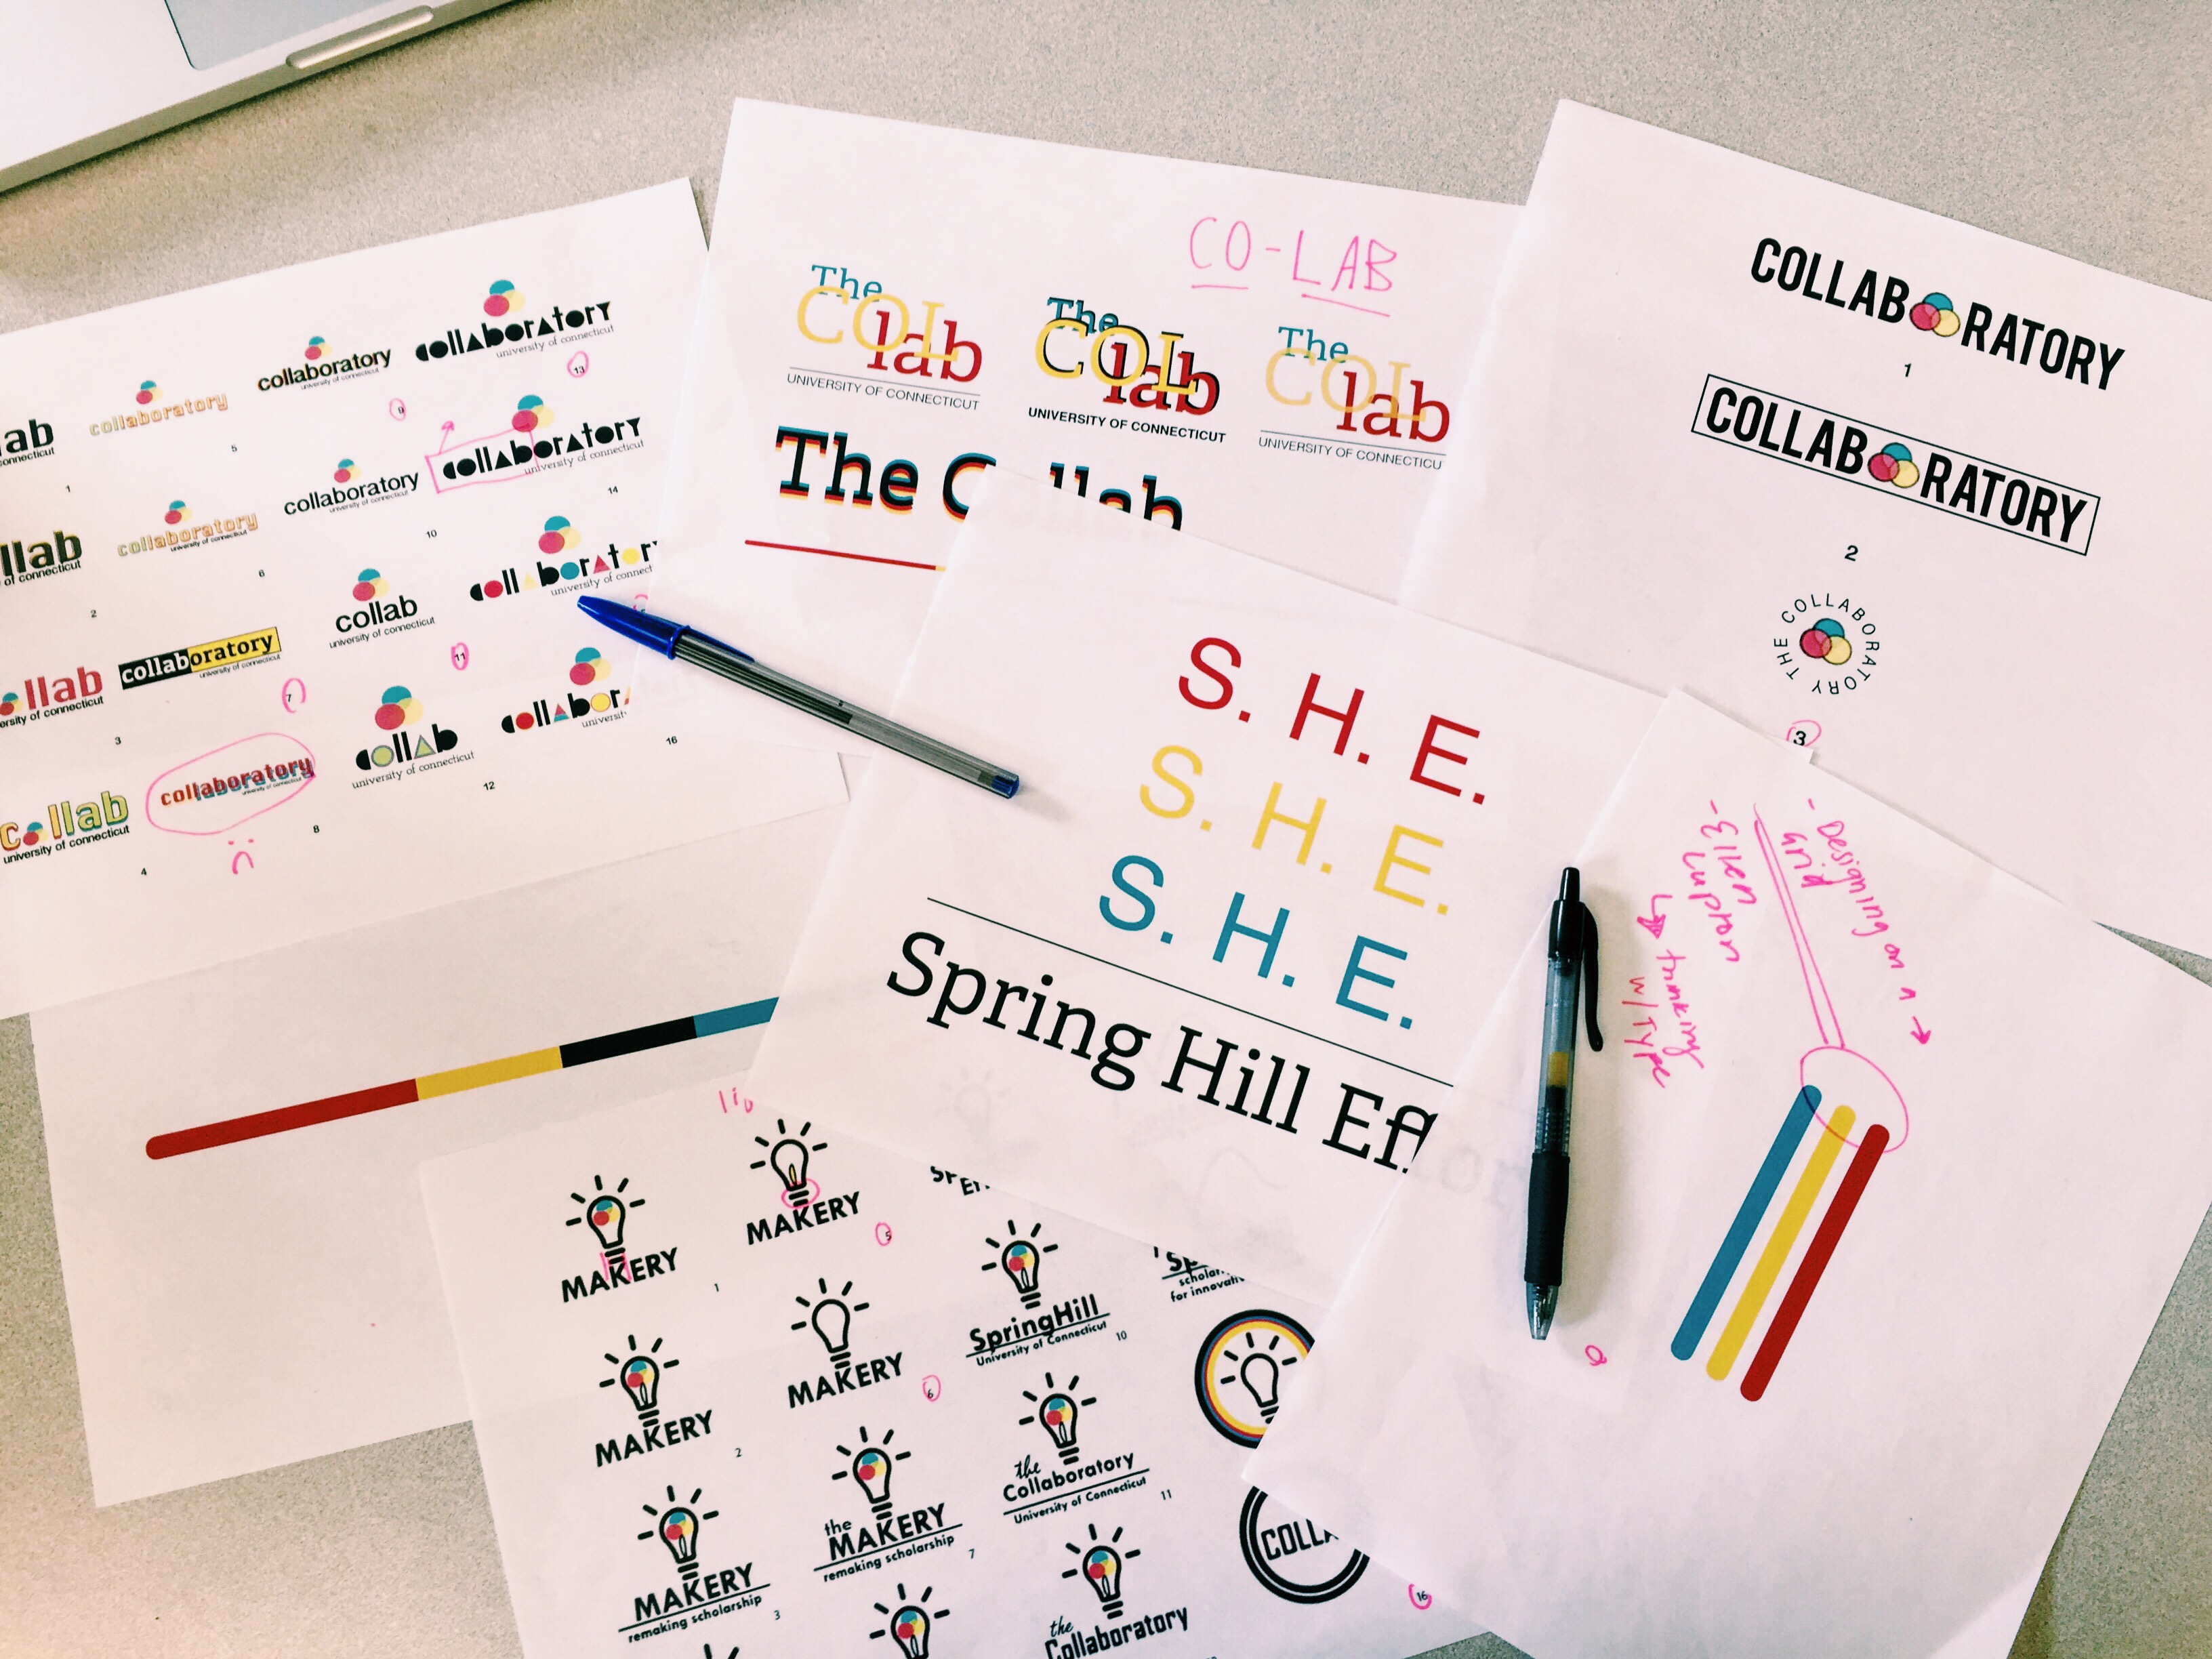 lab
connecticut
1
llab
of connecticut
2
llab
university of connecticut
3
collab
university of connecticut
4
collaboratory
5
collaboratory
university of connecticut
6
collaboratory
university of connecticut
7
collaboratory
university of connecticut
8
collaboratory
university of connecticut
9
collaboratory
university of connecticut
10
collab
university of connecticut
11
collab
university of connecticut
12
collaboratory
university of connecticut
13
collaboratory
university of connecticut
14
collaborator
university of connect
collabor
universit
16
CO-LAB
The
COL
lab
UNIVERSITY OF CONNECTICUT
The
COL
lab
UNIVERSITY OF CONNECTICUT
The
COL
lab
UNIVERSITY OF CONNECTICU
The Collab
COLLABORATORY
1
COLLABORATORY
2
THE COLLABORATORY
3
S. H. E.
S. H. E.
S. H. E.
Spring Hill Eff
- Designing on a →
grid
- Ellen
Lupton
↳ thinking
w/ Type
MAKERY
1
MAKERY
2
MAKERY
remaking scholarship
3
MAKERY
5
MAKERY
6
the
MAKERY
remaking scholarship
7
SpringHill
University of Connecticut
10
the
Collaboratory
University of Connecticut
11
the
Collaboratory
Sp
scholar
for innovati
COLLA
16